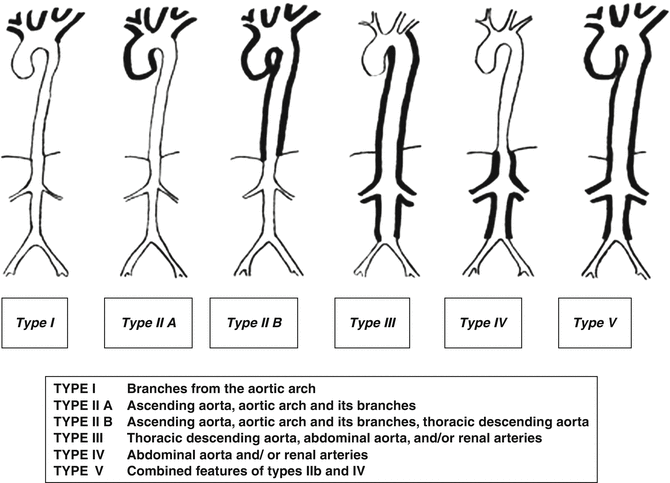 Type I Type II A Type II B Type III Type IV Type V
TYPE I Branches from the aortic arch
TYPE II A Ascending aorta, aortic arch and its branches
TYPE II B Ascending aorta, aortic arch and its branches, thoracic descending aorta
TYPE III Thoracic descending aorta, abdominal aorta, and/or renal arteries
TYPE IV Abdominal aorta and/ or renal arteries
TYPE V Combined features of types IIb and IV